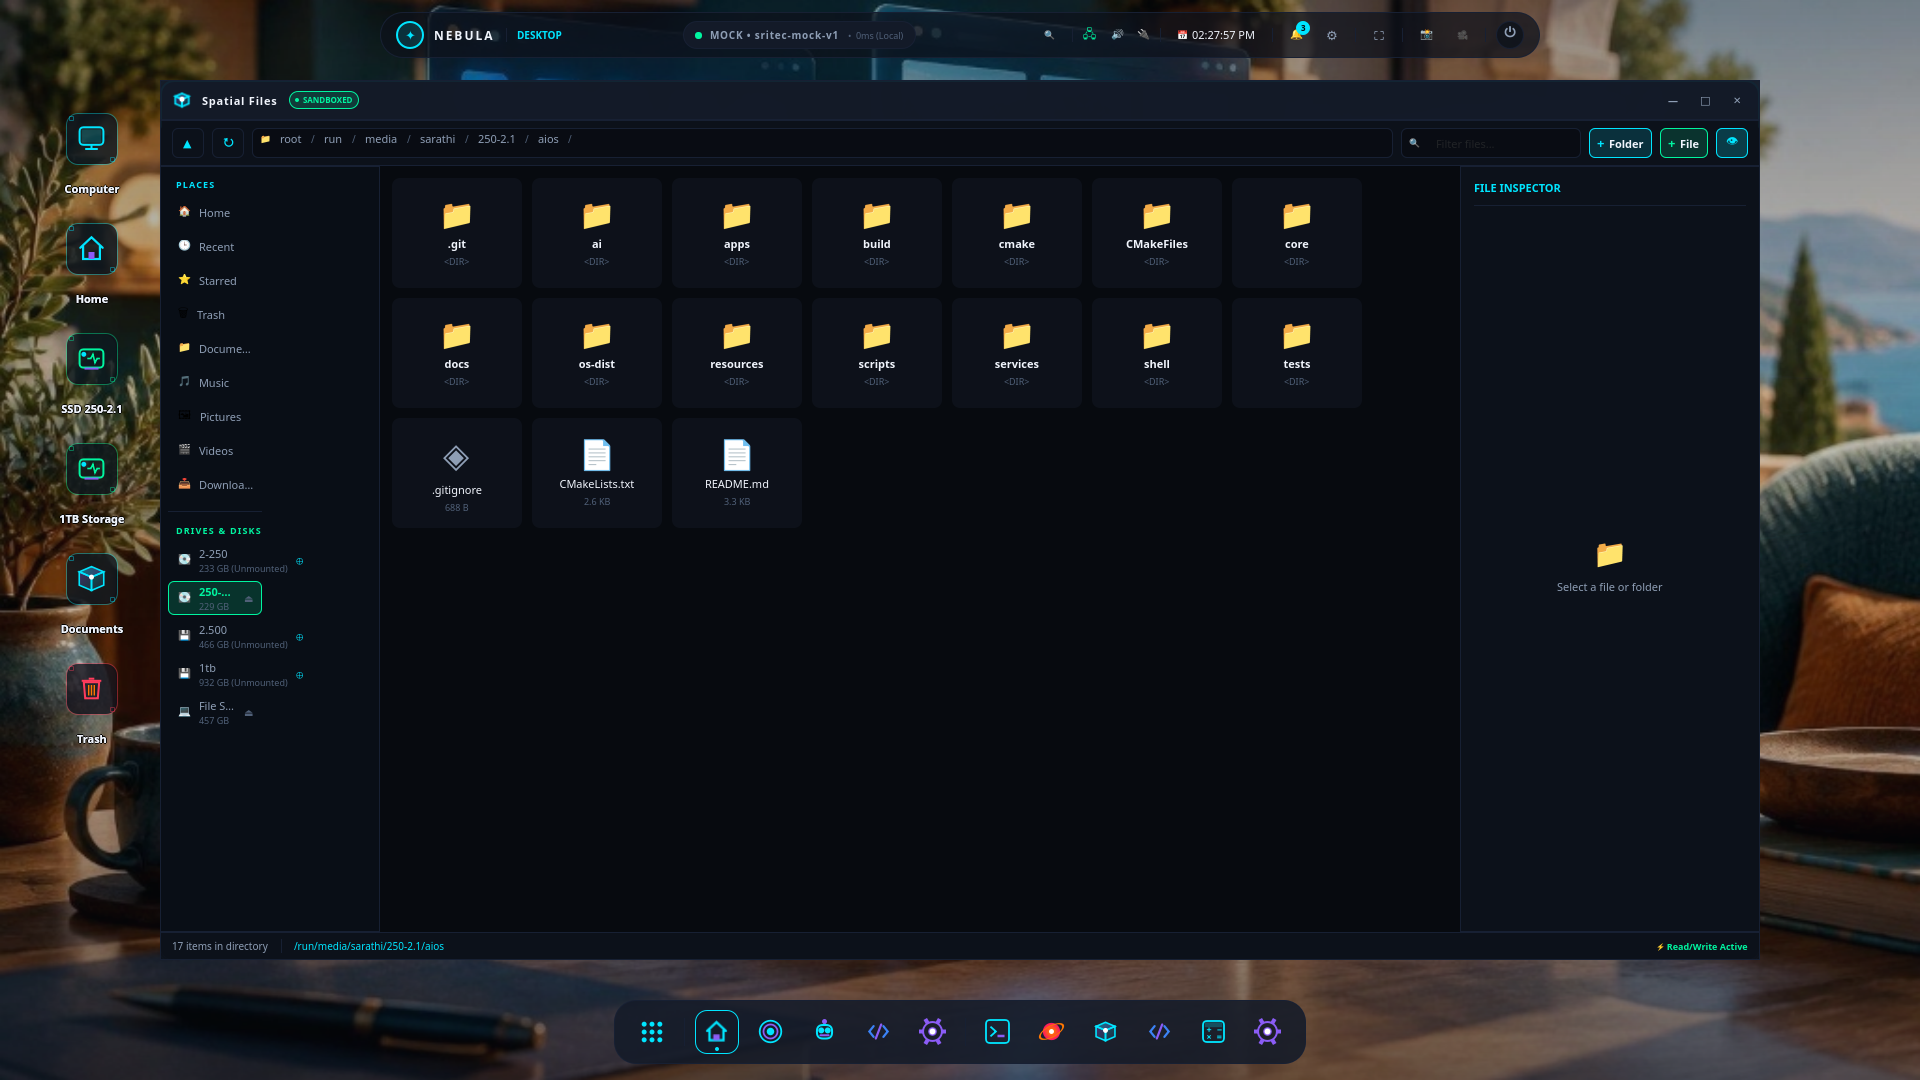 NEBULA DESKTOP MOCK • sritec-mock-v1 • 0ms (Local) 02:27:57 PM 3
Spatial Files SANDBOXED
root / run / media / sarathi / 250-2.1 / aios / Filter files... + Folder + File
Computer
Home
SSD 250-2.1
1TB Storage
Documents
Trash
PLACES
Home
Recent
Starred
Trash
Docume...
Music
Pictures
Videos
Downloa...
DRIVES & DISKS
2-250
233 GB (Unmounted)
250-...
229 GB
2.500
466 GB (Unmounted)
1tb
932 GB (Unmounted)
File S...
457 GB
.git ai apps build cmake CMakeFiles core
<DIR> <DIR> <DIR> <DIR> <DIR> <DIR> <DIR>
docs os-dist resources scripts services shell tests
<DIR> <DIR> <DIR> <DIR> <DIR> <DIR> <DIR>
.gitignore CMakeLists.txt README.md
688 B 2.6 KB 3.3 KB
FILE INSPECTOR
Select a file or folder
17 items in directory /run/media/sarathi/250-2.1/aios Read/Write Active